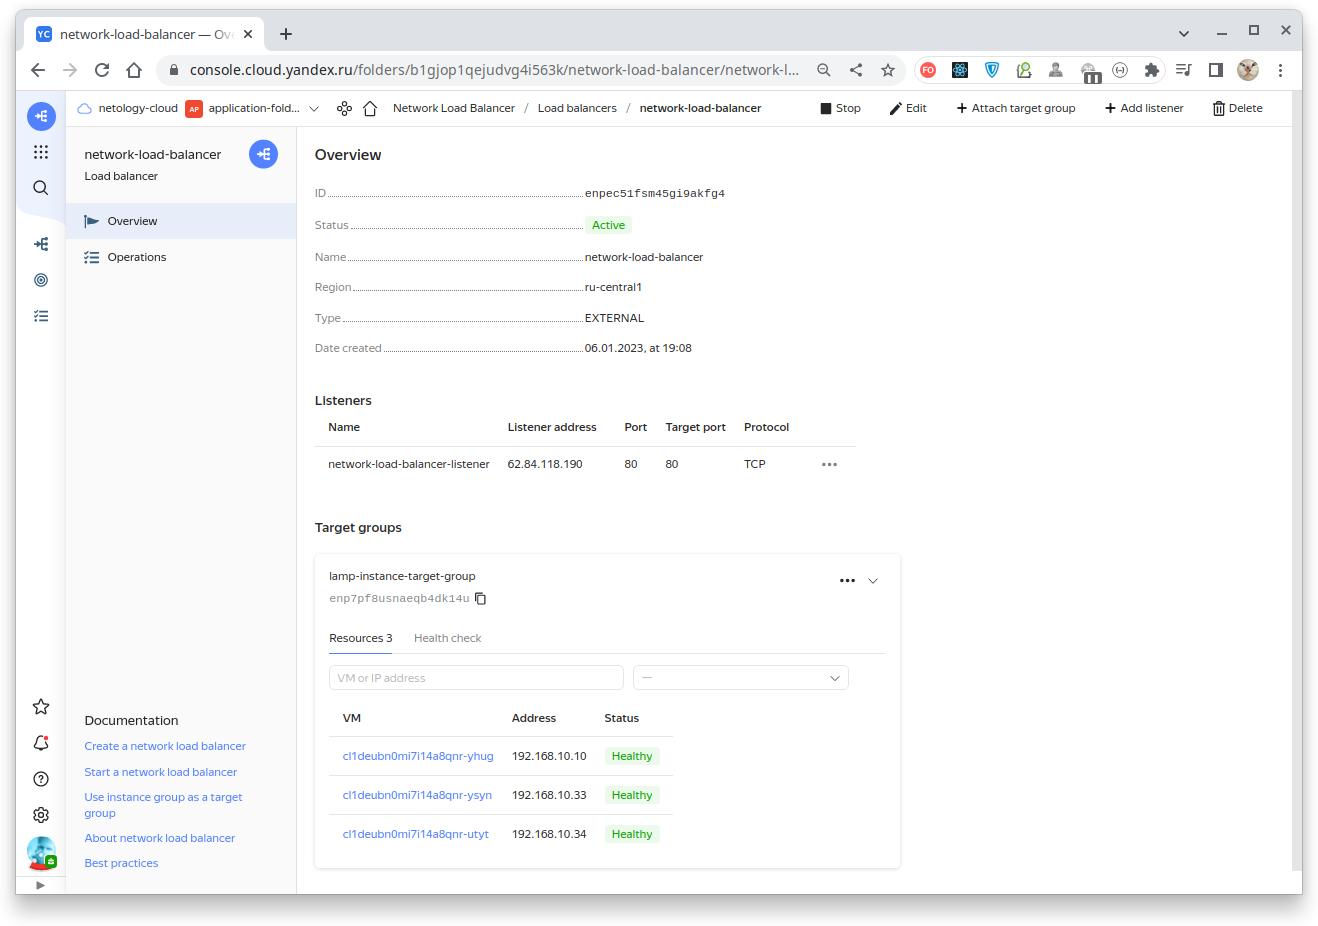 YC network-load-balancer — Ov
console.cloud.yandex.ru/folders/b1gjop1qejudvg4i563k/network-load-balancer/network-l...
FO
netology-cloud AP application-fold... Network Load Balancer / Load balancers / network-load-balancer Stop Edit + Attach target group + Add listener Delete
network-load-balancer
Load balancer
Overview
Operations
Documentation
Create a network load balancer
Start a network load balancer
Use instance group as a target
group
About network load balancer
Best practices
Overview
ID enpec51fsm45gi9akfg4
Status Active
Name network-load-balancer
Region ru-central1
Type EXTERNAL
Date created 06.01.2023, at 19:08
Listeners
Name Listener address Port Target port Protocol
network-load-balancer-listener 62.84.118.190 80 80 TCP
Target groups
lamp-instance-target-group
enp7pf8usnaeqb4dk14u
Resources 3 Health check
VM or IP address —
VM Address Status
cl1deubn0mi7i14a8qnr-yhug 192.168.10.10 Healthy
cl1deubn0mi7i14a8qnr-ysyn 192.168.10.33 Healthy
cl1deubn0mi7i14a8qnr-utyt 192.168.10.34 Healthy